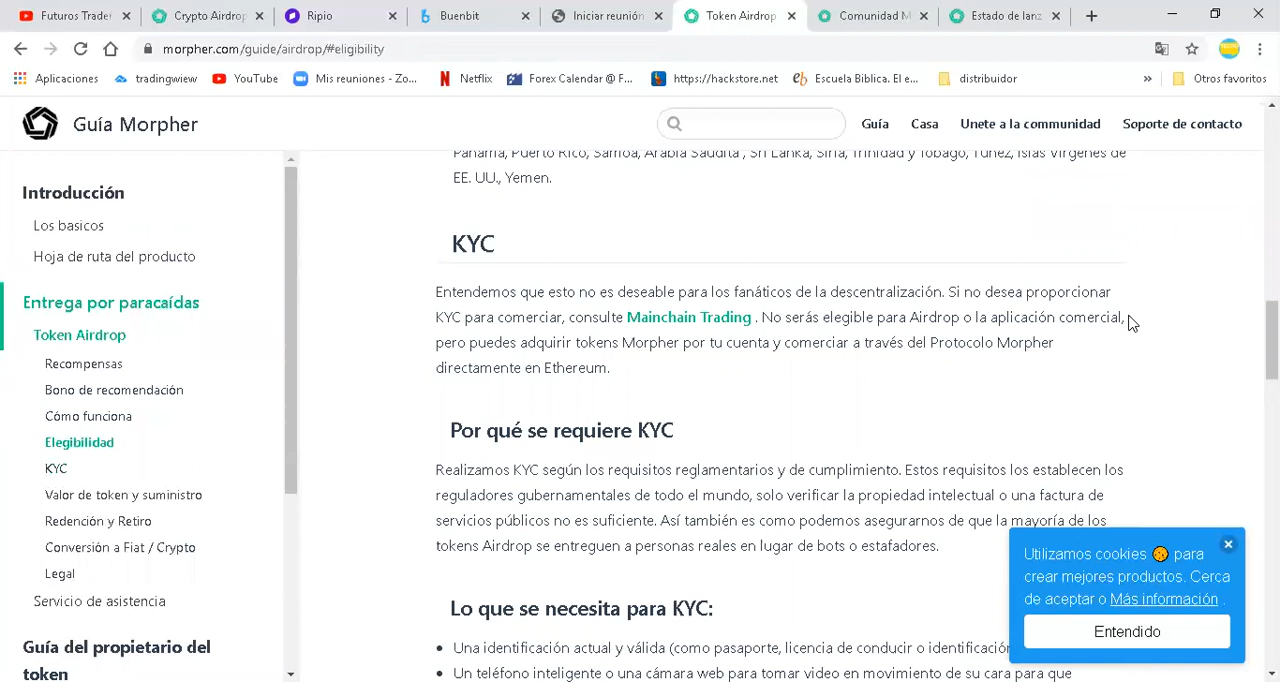 Futuros Trader
Crypto Airdrop
Ripio
Buenbit
Iniciar reunión
Token Airdrop
Comunidad M
Estado de lanz
morpher.com/guide/airdrop/#eligibility
Aplicaciones
tradingwiew
YouTube
Mis reuniones - Zo...
Netflix
Forex Calendar @ F...
https://kodestore.net
Escuela Biblica. El e...
distribuidor
»
Otros favoritos
Guía Morpher
Guía
Casa
Unete a la comunidad
Soporte de contacto
Introducción
Los basicos
Hoja de ruta del producto
Entrega por paracaídas
Token Airdrop
Recompensas
Bono de recomendación
Cómo funciona
Elegibilidad
KYC
Valor de token y suministro
Redención y Retiro
Conversión a Fiat / Crypto
Legal
Servicio de asistencia
Guía del propietario del
token
Panamá, Puerto Rico, Samoa, Arabia Saudita , Sri Lanka, Siria, Trinidad y Tobago, Túnez, Islas Vírgenes de
EE. UU., Yemen.
KYC
Entendemos que esto no es deseable para los fanáticos de la descentralización. Si no desea proporcionar
KYC para comerciar, consulte Mainchain Trading . No serás elegible para Airdrop o la aplicación comercial,
pero puedes adquirir tokens Morpher por tu cuenta y comerciar a través del Protocolo Morpher
directamente en Ethereum.
Por qué se requiere KYC
Realizamos KYC según los requisitos reglamentarios y de cumplimiento. Estos requisitos los establecen los
reguladores gubernamentales de todo el mundo, solo verificar la propiedad intelectual o una factura de
servicios públicos no es suficiente. Así también es como podemos asegurarnos de que la mayoría de los
tokens Airdrop se entreguen a personas reales en lugar de bots o estafadores.
Lo que se necesita para KYC:
Una identificación actual y válida (como pasaporte, licencia de conducir o identificació
Un teléfono inteligente o una cámara web para tomar video en movimiento de su cara para que
Utilizamos cookies para
crear mejores productos. Cerca
de aceptar o Más información .
Entendido